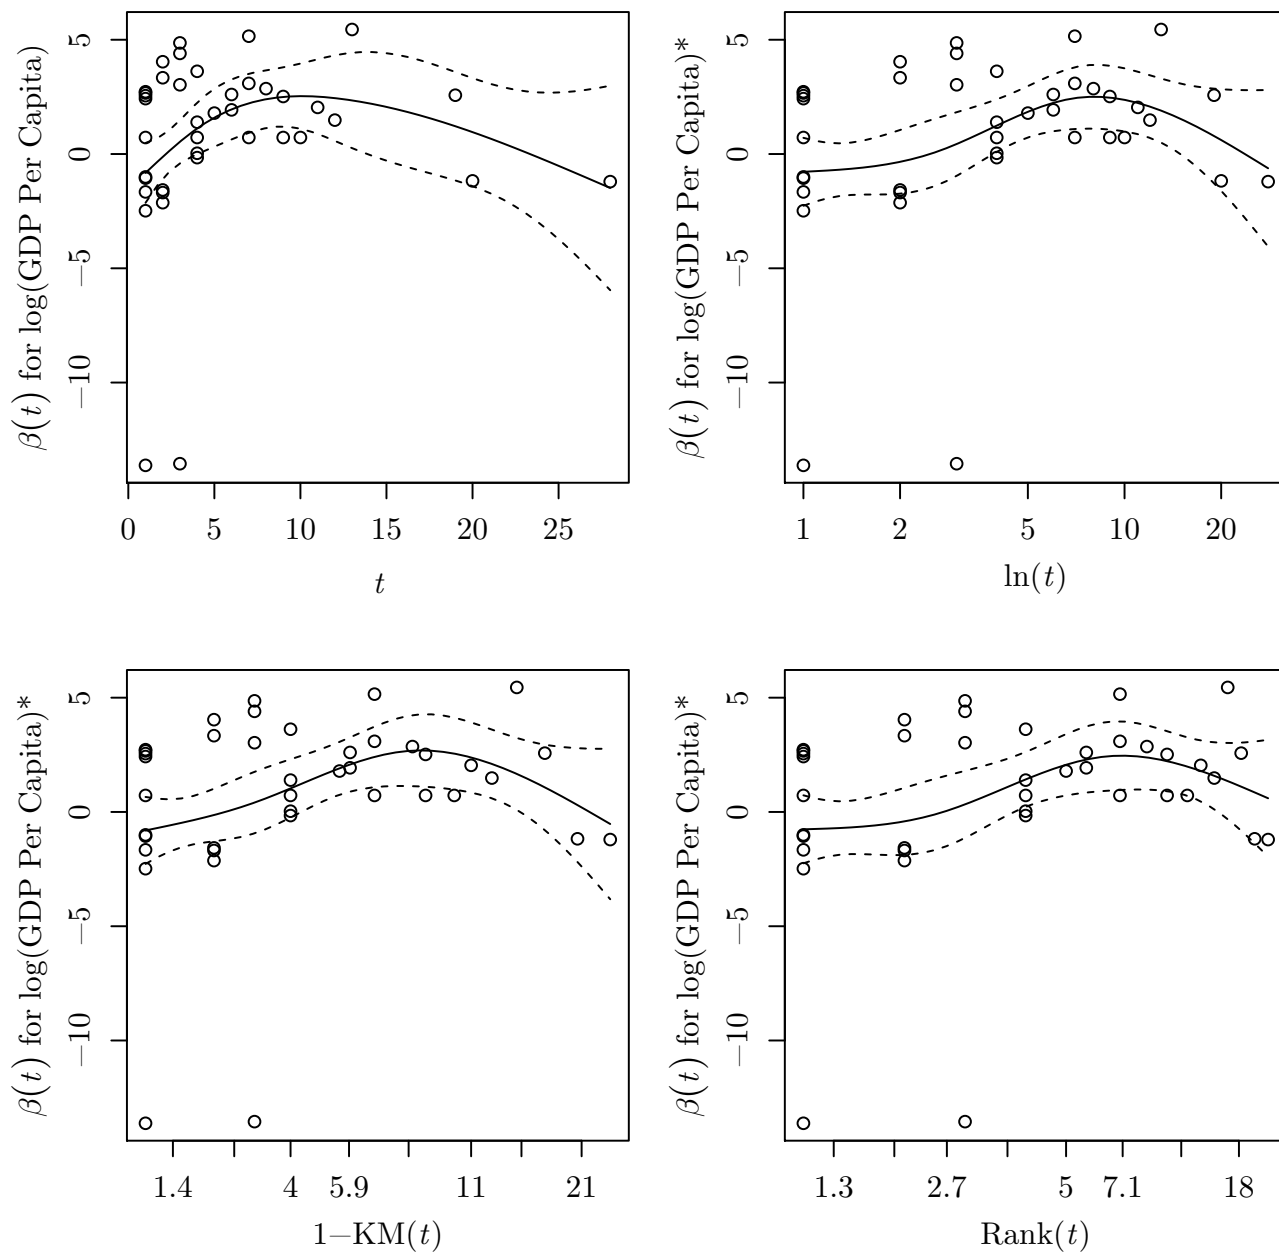 β(t) for log(GDP Per Capita)
5
0
−5
−10
0 5 10 15 20 25
t
β(t) for log(GDP Per Capita)*
5
0
−5
−10
1 2 5 10 20
ln(t)
β(t) for log(GDP Per Capita)*
5
0
−5
−10
1.4 4 5.9 11 21
1−KM(t)
β(t) for log(GDP Per Capita)*
5
0
−5
−10
1.3 2.7 5 7.1 18
Rank(t)